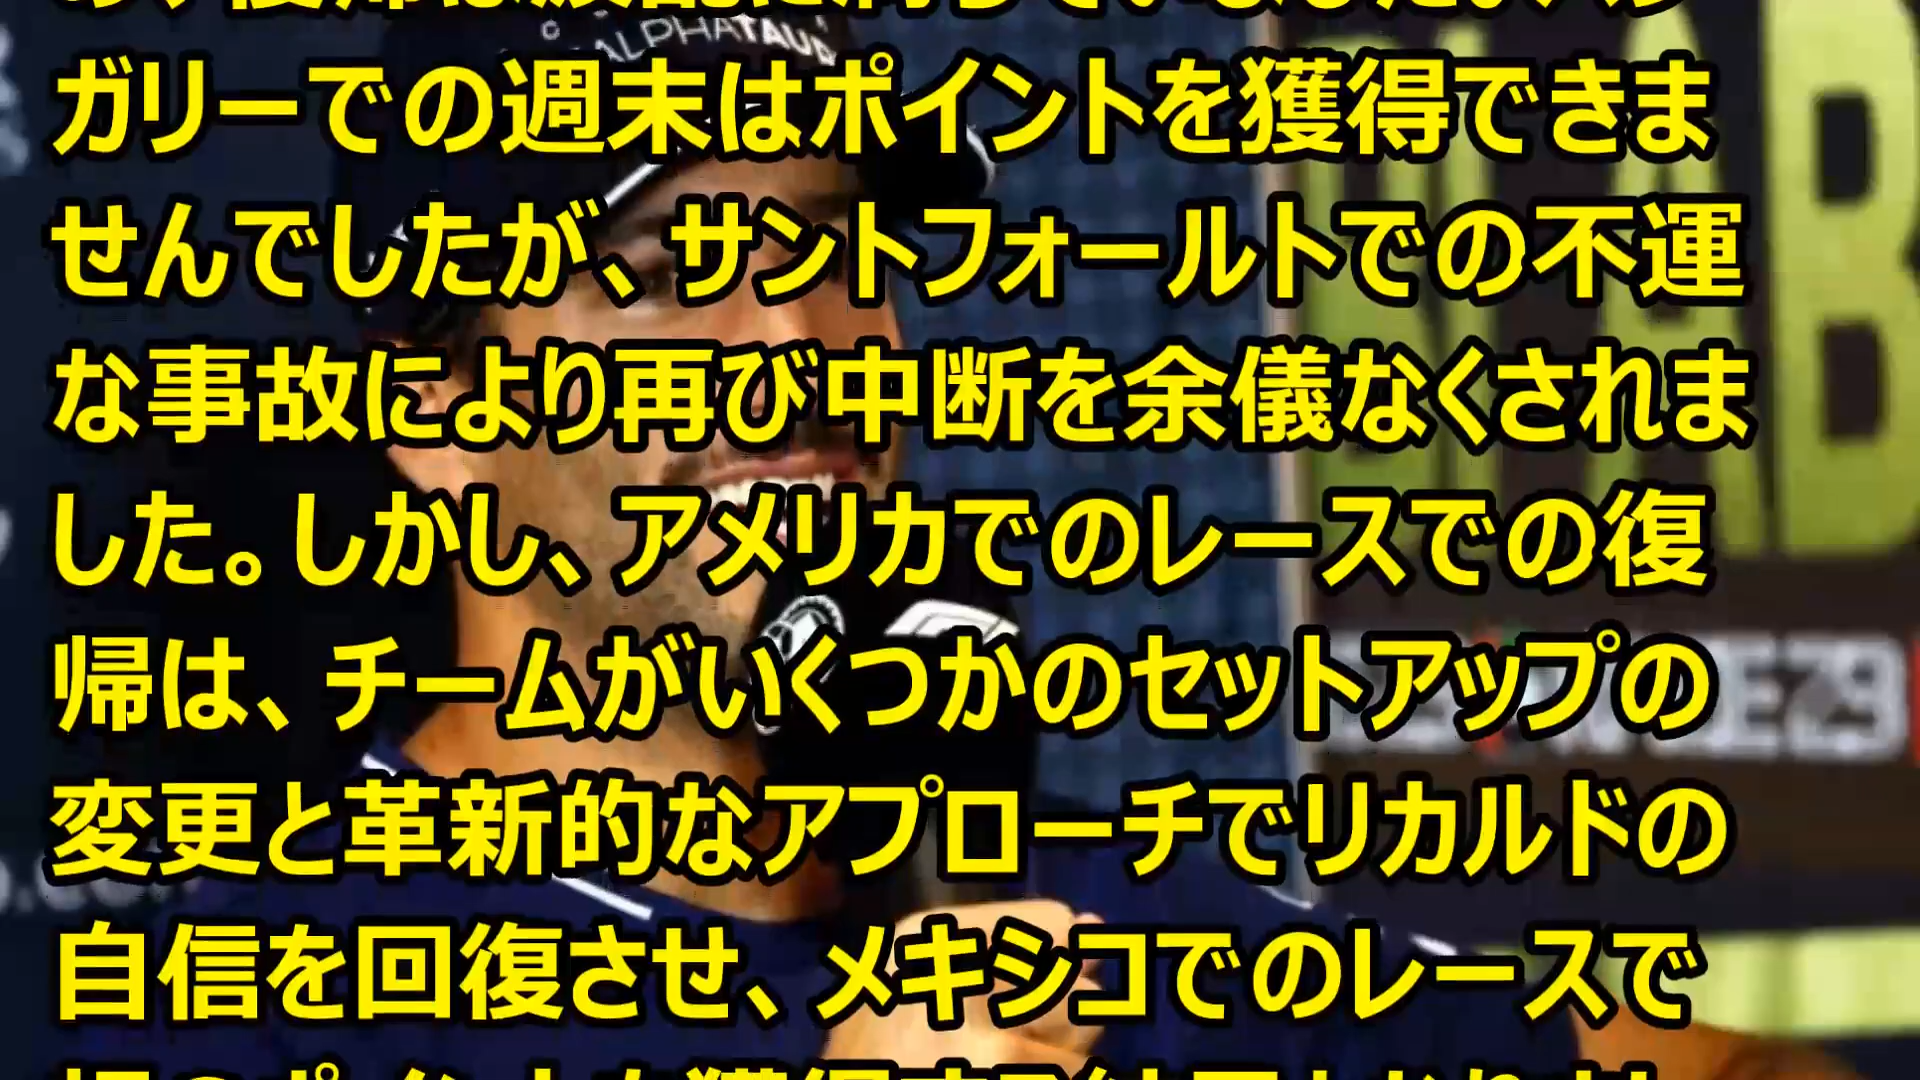 ALPHATAURI
ガリーでの週末はポイントを獲得できま
せんでしたが、サントフォールトでの不運
な事故により再び中断を余儀なくされま
した。しかし、アメリカでのレースでの復
帰は、チームがいくつかのセットアップの
変更と革新的なアプローチでリカルドの
自信を回復させ、メキシコでのレースで